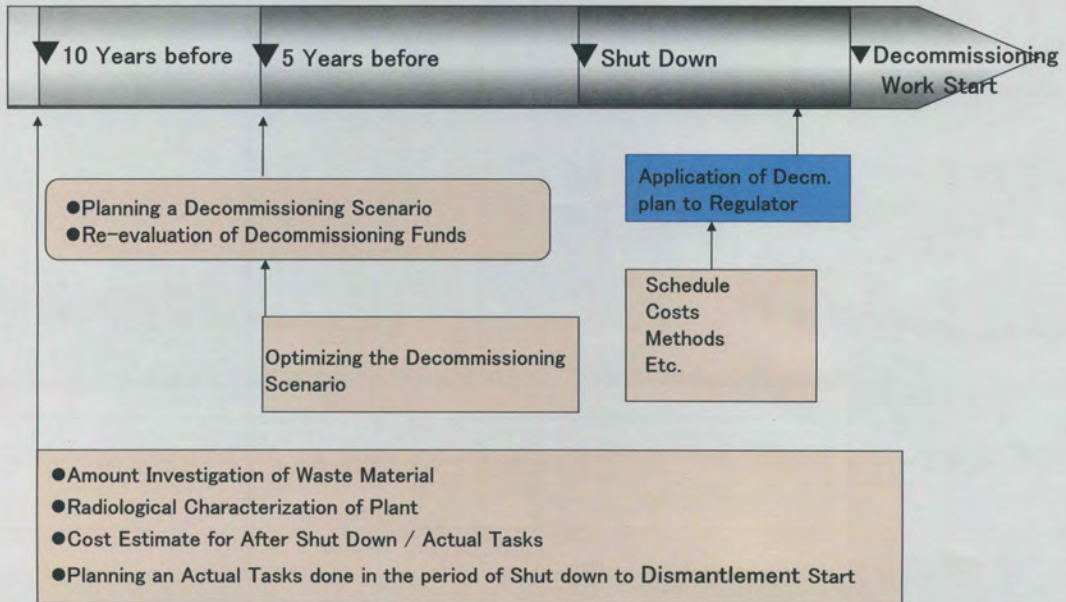 ▼10 Years before
▼5 Years before
▼Shut Down
▼Decommissioning
Work Start
●Planning a Decommissioning Scenario
●Re-evaluation of Decommissioning Funds
Application of Decm.
plan to Regulator
Optimizing the Decommissioning
Scenario
Schedule
Costs
Methods
Etc.
●Amount Investigation of Waste Material
●Radiological Characterization of Plant
●Cost Estimate for After Shut Down / Actual Tasks
●Planning an Actual Tasks done in the period of Shut down to Dismantlement Start